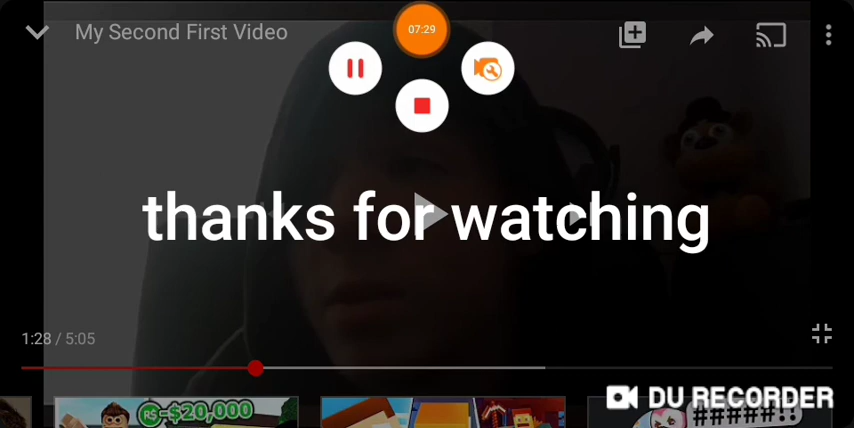 My Second First Video
07:29
thanks for watching
1:28 / 5:05
DU RECORDER
R$-$20,000
#####!!